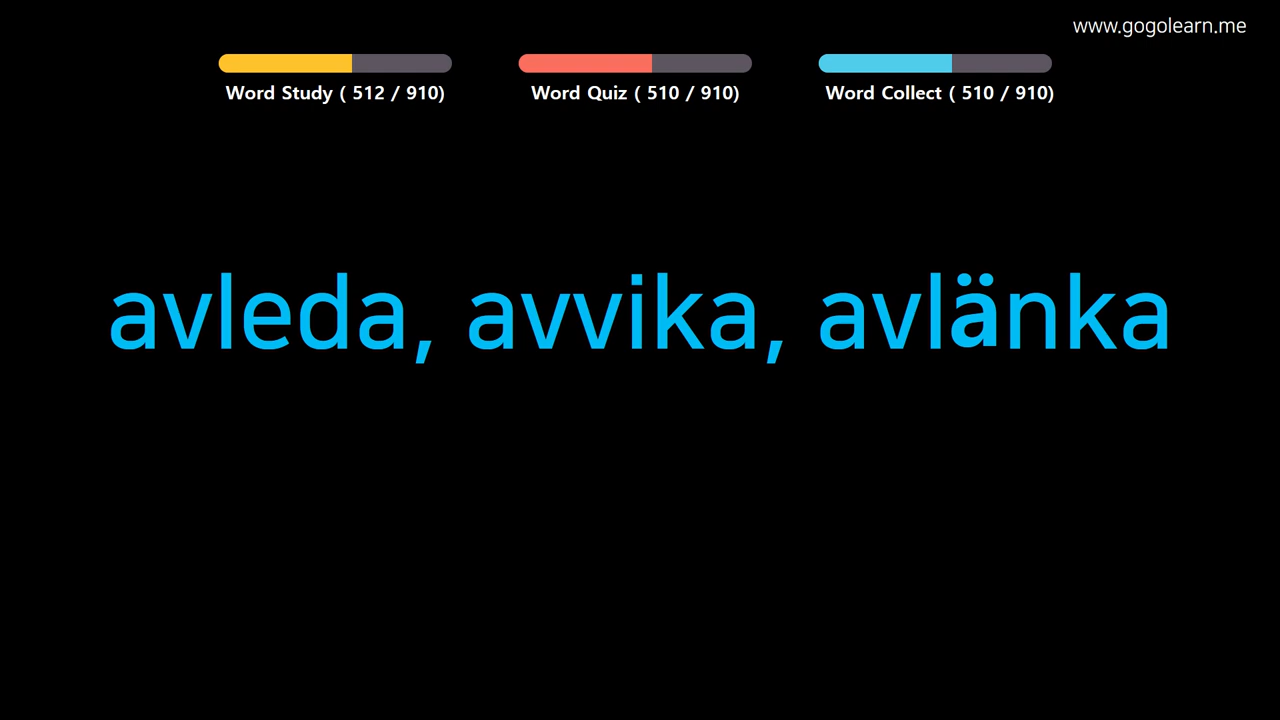 www.gogolearn.me
Word Study ( 512 / 910)
Word Quiz ( 510 / 910)
Word Collect ( 510 / 910)
avleda, avvika, avlänka